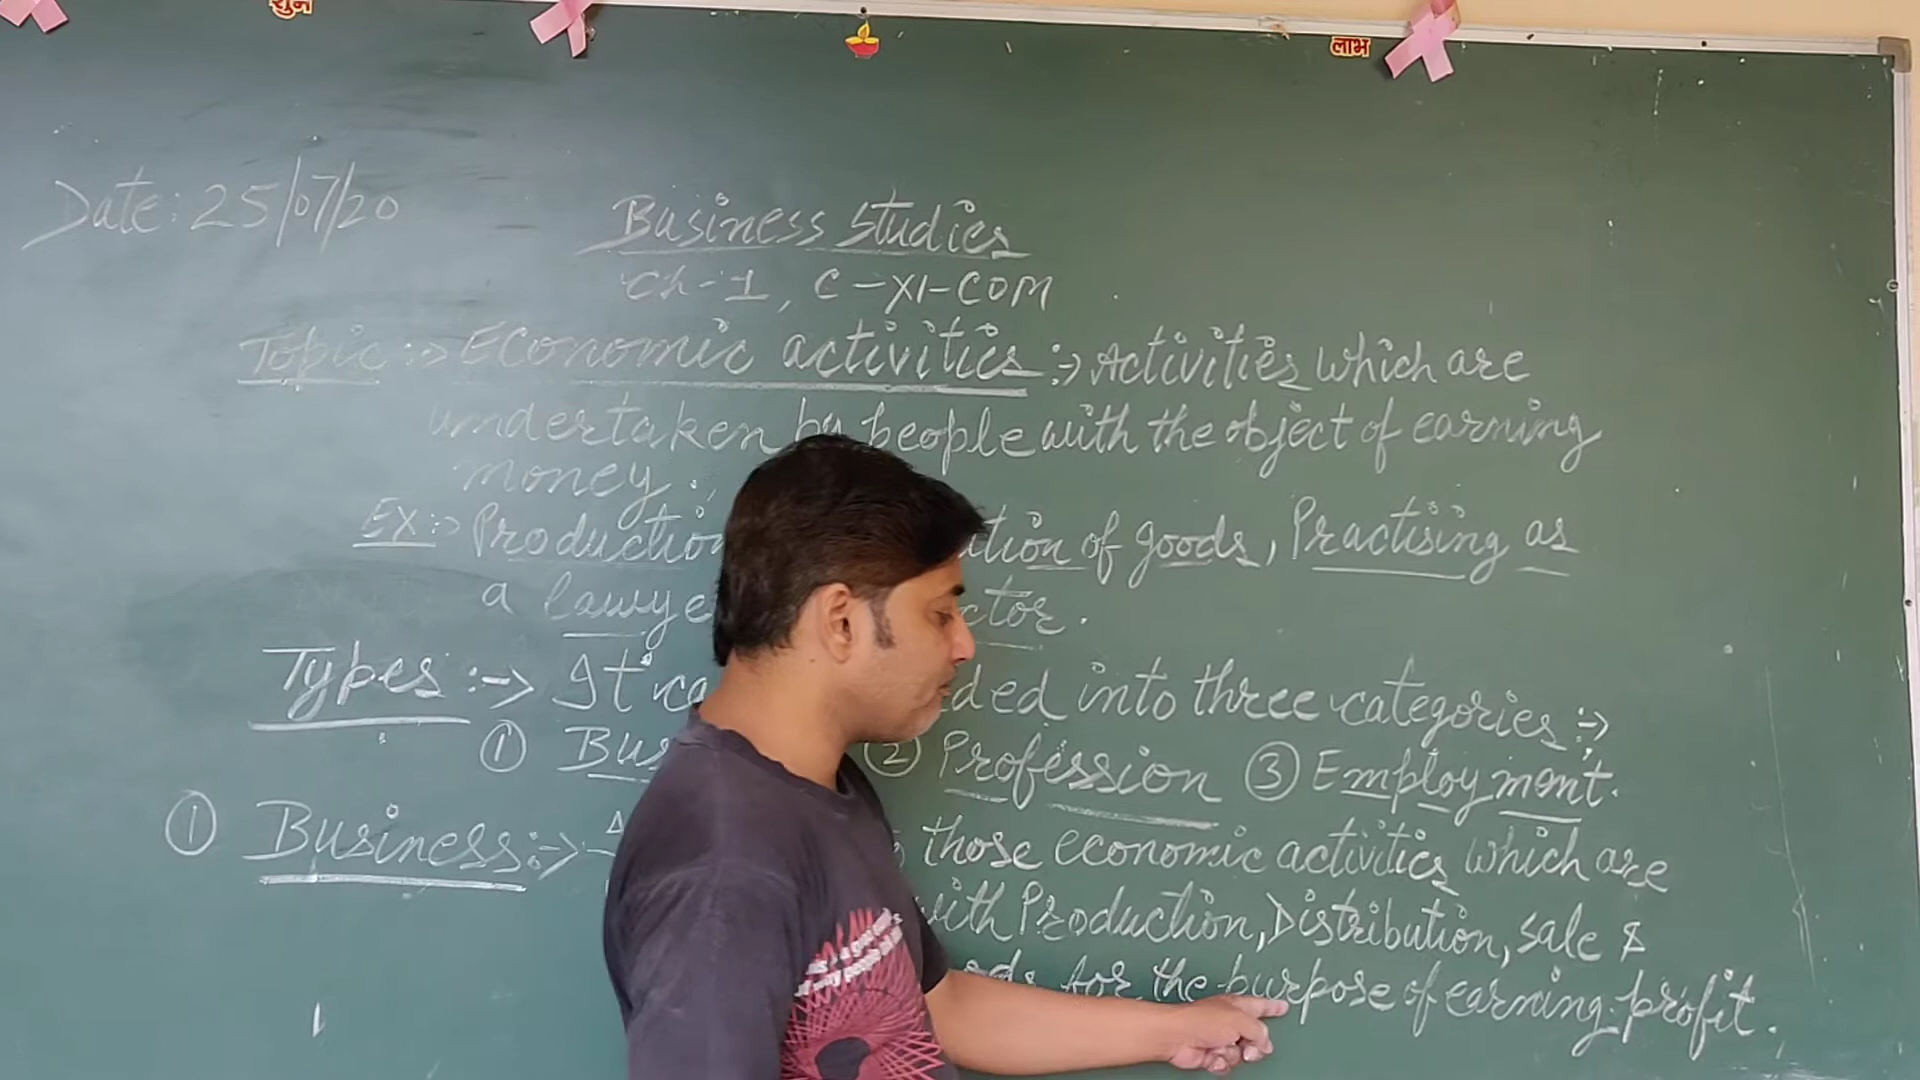 शुभ
लाभ
Date: 25/07/20
Business Studies
Ch-1, C-XI-COM
Topic :-> Economic activities :-> Activities which are
undertaken by people with the object of earning
money.
EX :-> Production of goods, Practising as
a lawye
Types :-> It into three categories :->
① Bus ② Profession ③ Employment.
① Business :-> those economic activities which are
with Production, Distribution, sale &
for the purpose of earning profit.